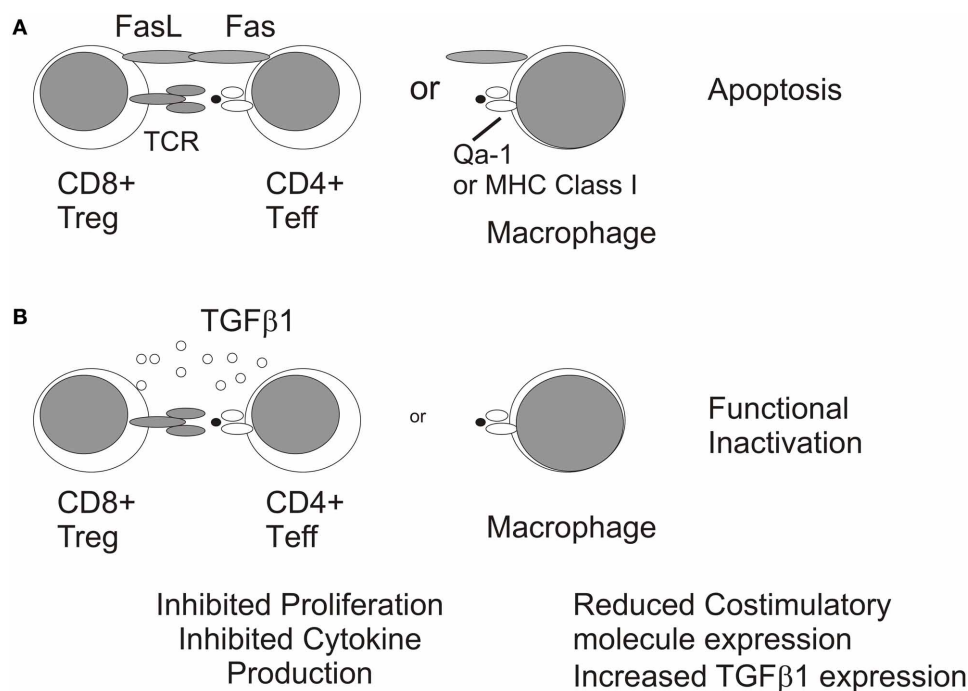 A
FasL Fas
or
Apoptosis
TCR
Qa-1
or MHC Class I
CD8+
Treg
CD4+
Teff
Macrophage
B
TGFβ1
or
Functional
Inactivation
CD8+
Treg
CD4+
Teff
Macrophage
Inhibited Proliferation
Inhibited Cytokine
Production
Reduced Costimulatory
molecule expression
Increased TGFβ1 expression